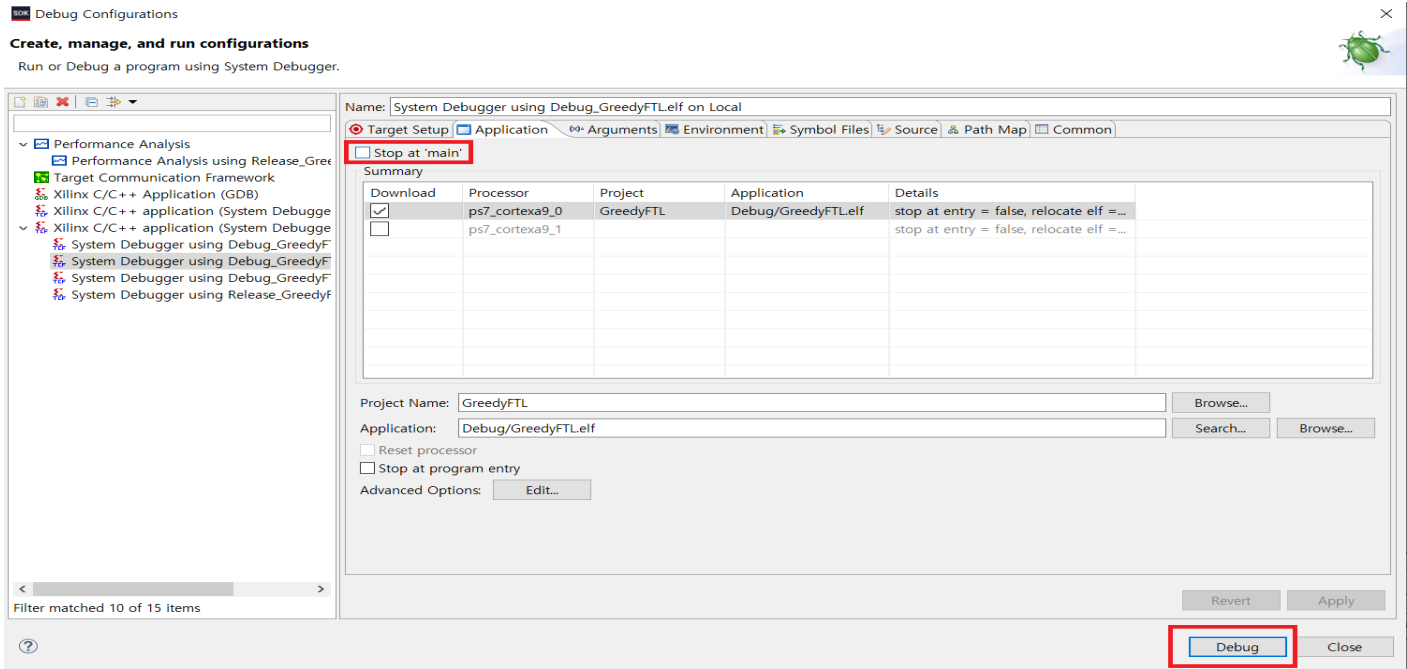 SDK Debug Configurations
Create, manage, and run configurations
Run or Debug a program using System Debugger.
Performance Analysis
Performance Analysis using Release_Gree
Target Communication Framework
Xilinx C/C++ Application (GDB)
Xilinx C/C++ application (System Debugge
Xilinx C/C++ application (System Debugge
System Debugger using Debug_GreedyF
System Debugger using Debug_GreedyF
System Debugger using Debug_GreedyF
System Debugger using Release_GreedyF
Filter matched 10 of 15 items
Name: System Debugger using Debug_GreedyFTL.elf on Local
Target Setup Application Arguments Environment Symbol Files Source Path Map Common
Stop at 'main'
Summary
Download Processor Project Application Details
ps7_cortexa9_0 GreedyFTL Debug/GreedyFTL.elf stop at entry = false, relocate elf =...
ps7_cortexa9_1 stop at entry = false, relocate elf =...
Project Name: GreedyFTL Browse...
Application: Debug/GreedyFTL.elf Search... Browse...
Reset processor
Stop at program entry
Advanced Options: Edit...
Revert Apply
? Debug Close